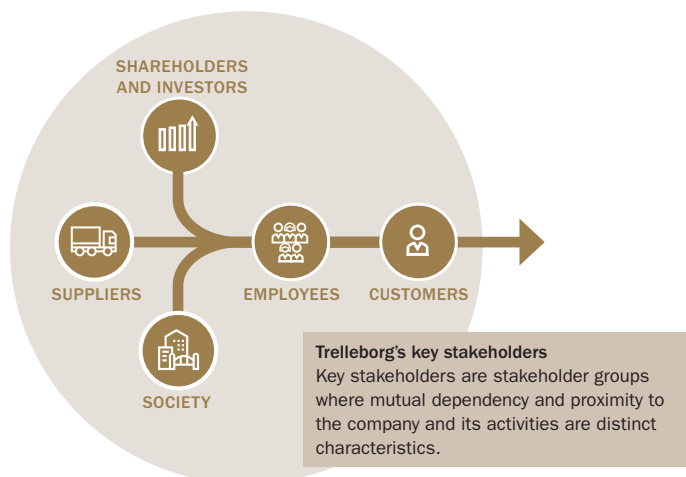 SHAREHOLDERS
AND INVESTORS
SUPPLIERS
EMPLOYEES
CUSTOMERS
SOCIETY
Trelleborg's key stakeholders
Key stakeholders are stakeholder groups
where mutual dependency and proximity to
the company and its activities are distinct
characteristics.